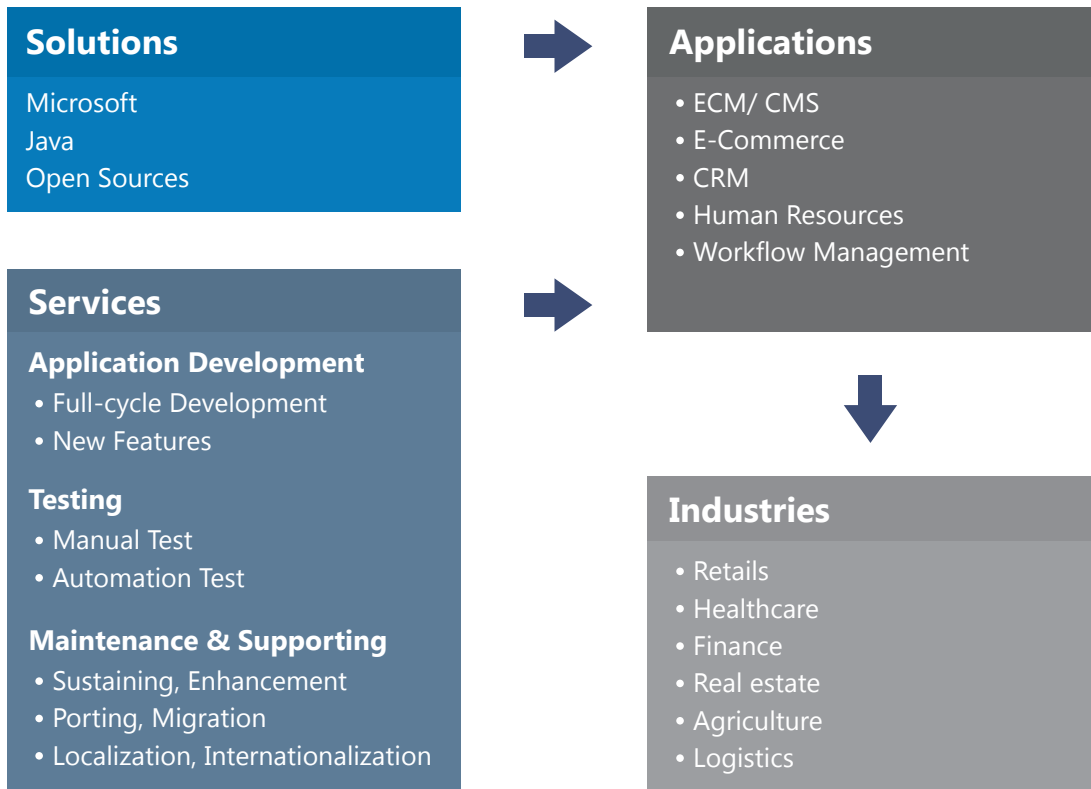 Solutions
Microsoft
Java
Open Sources
Services
Application Development
• Full-cycle Development
• New Features
Testing
• Manual Test
• Automation Test
Maintenance & Supporting
• Sustaining, Enhancement
• Porting, Migration
• Localization, Internationalization
Applications
• ECM/ CMS
• E-Commerce
• CRM
• Human Resources
• Workflow Management
Industries
• Retails
• Healthcare
• Finance
• Real estate
• Agriculture
• Logistics